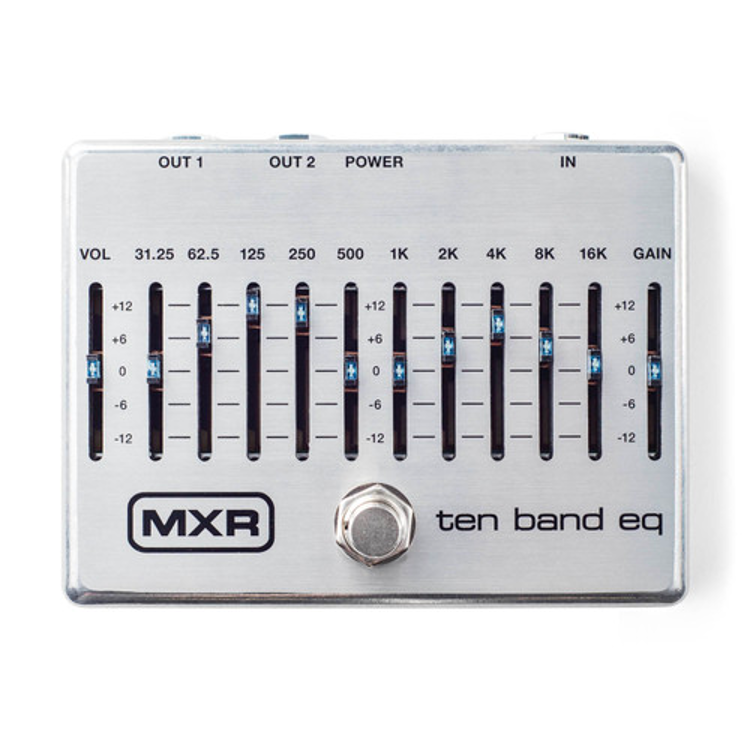 OUT 1 OUT 2 POWER IN
VOL 31.25 62.5 125 250 500 1K 2K 4K 8K 16K GAIN
+12 +12 +12
+6 +6 +6
0 0 0
-6 -6 -6
-12 -12 -12
MXR ten band eq